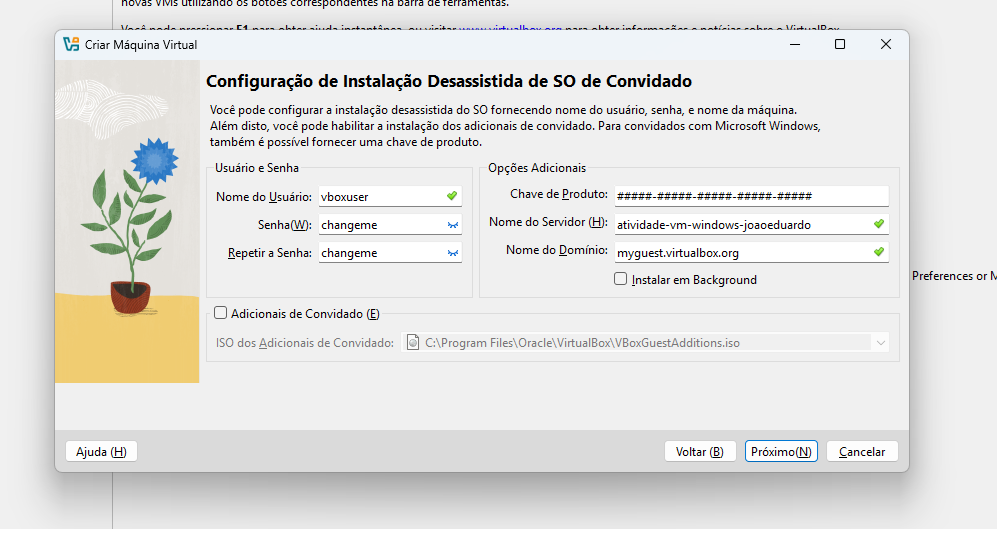 novas VMs utilizando os botões correspondentes na barra de ferramentas.
Você pode pressionar F1 para obter ajuda instantânea, ou visitar www.virtualbox.org para obter informações e notícias sobre o VirtualBox
Criar Máquina Virtual
Configuração de Instalação Desassistida de SO de Convidado
Você pode configurar a instalação desassistida do SO fornecendo nome do usuário, senha, e nome da máquina.
Além disto, você pode habilitar a instalação dos adicionais de convidado. Para convidados com Microsoft Windows,
também é possível fornecer uma chave de produto.
Usuário e Senha
Nome do Usuário: vboxuser
Senha(W): changeme
Repetir a Senha: changeme
Opções Adicionais
Chave de Produto: #####-#####-#####-#####-#####
Nome do Servidor (H): atividade-vm-windows-joaoeduardo
Nome do Domínio: myguest.virtualbox.org
Instalar em Background
Preferences or M
Adicionais de Convidado (E)
ISO dos Adicionais de Convidado: C:\Program Files\Oracle\VirtualBox\VBoxGuestAdditions.iso
Ajuda (H)
Voltar (B)
Próximo(N)
Cancelar